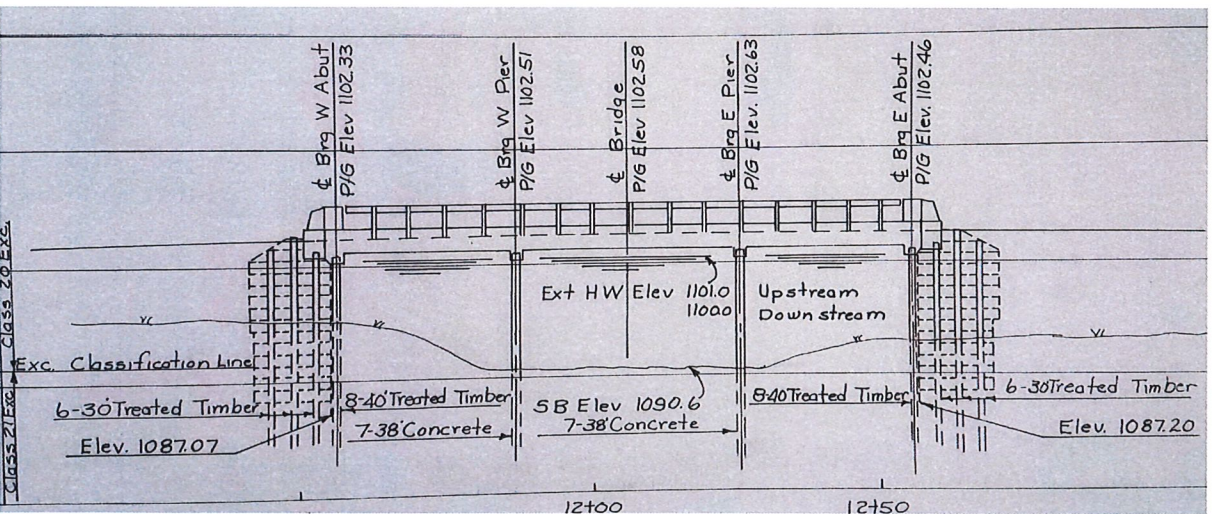 ₵ Brg W Abut
P/G Elev 1102.33
₵ Brg W Pier
P/G Elev 1102.51
₵ Bridge
P/G Elev 1102.58
₵ Brg E Pier
P/G Elev. 1102.63
₵ Brg E Abut
P/G Elev. 1102.46
Class 20 Exc.
Ext HW Elev 1101.0 Upstream
1100.0 Down stream
Exc. Classification Line
Class 21 Exc.
6-30' Treated Timber
8-40' Treated Timber
SB Elev 1090.6
8-40 Treated Timber
6-30' Treated Timber
7-38' Concrete
7-38' Concrete
Elev. 1087.07
Elev. 1087.20
12+00
12+50